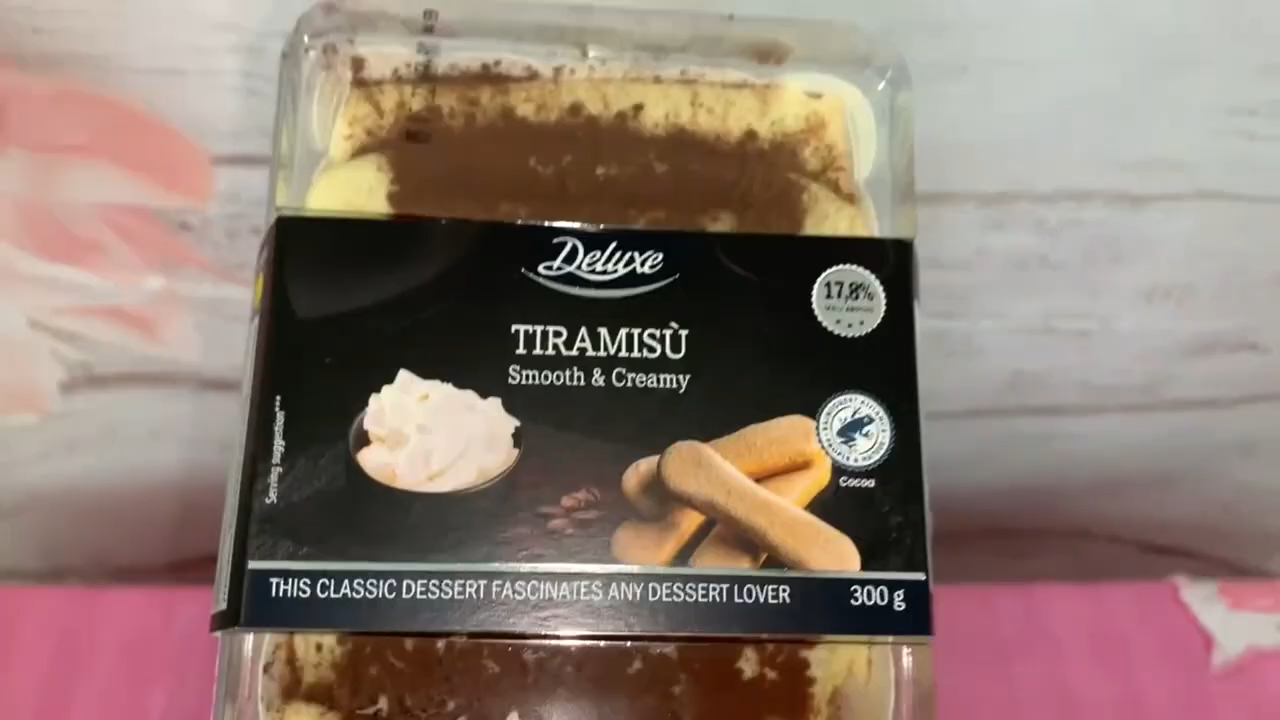 Deluxe
17,8%
TIRAMISÙ
Smooth & Creamy
Serving suggestion***
Cocoa
THIS CLASSIC DESSERT FASCINATES ANY DESSERT LOVER
300 g